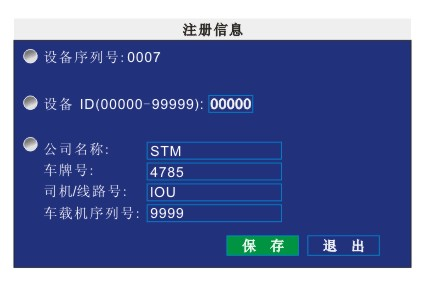 注册信息
设备序列号:0007
设备 ID(00000-99999): 00000
公司名称: STM
车牌号: 4785
司机/线路号: IOU
车载机序列号: 9999
保 存 退 出